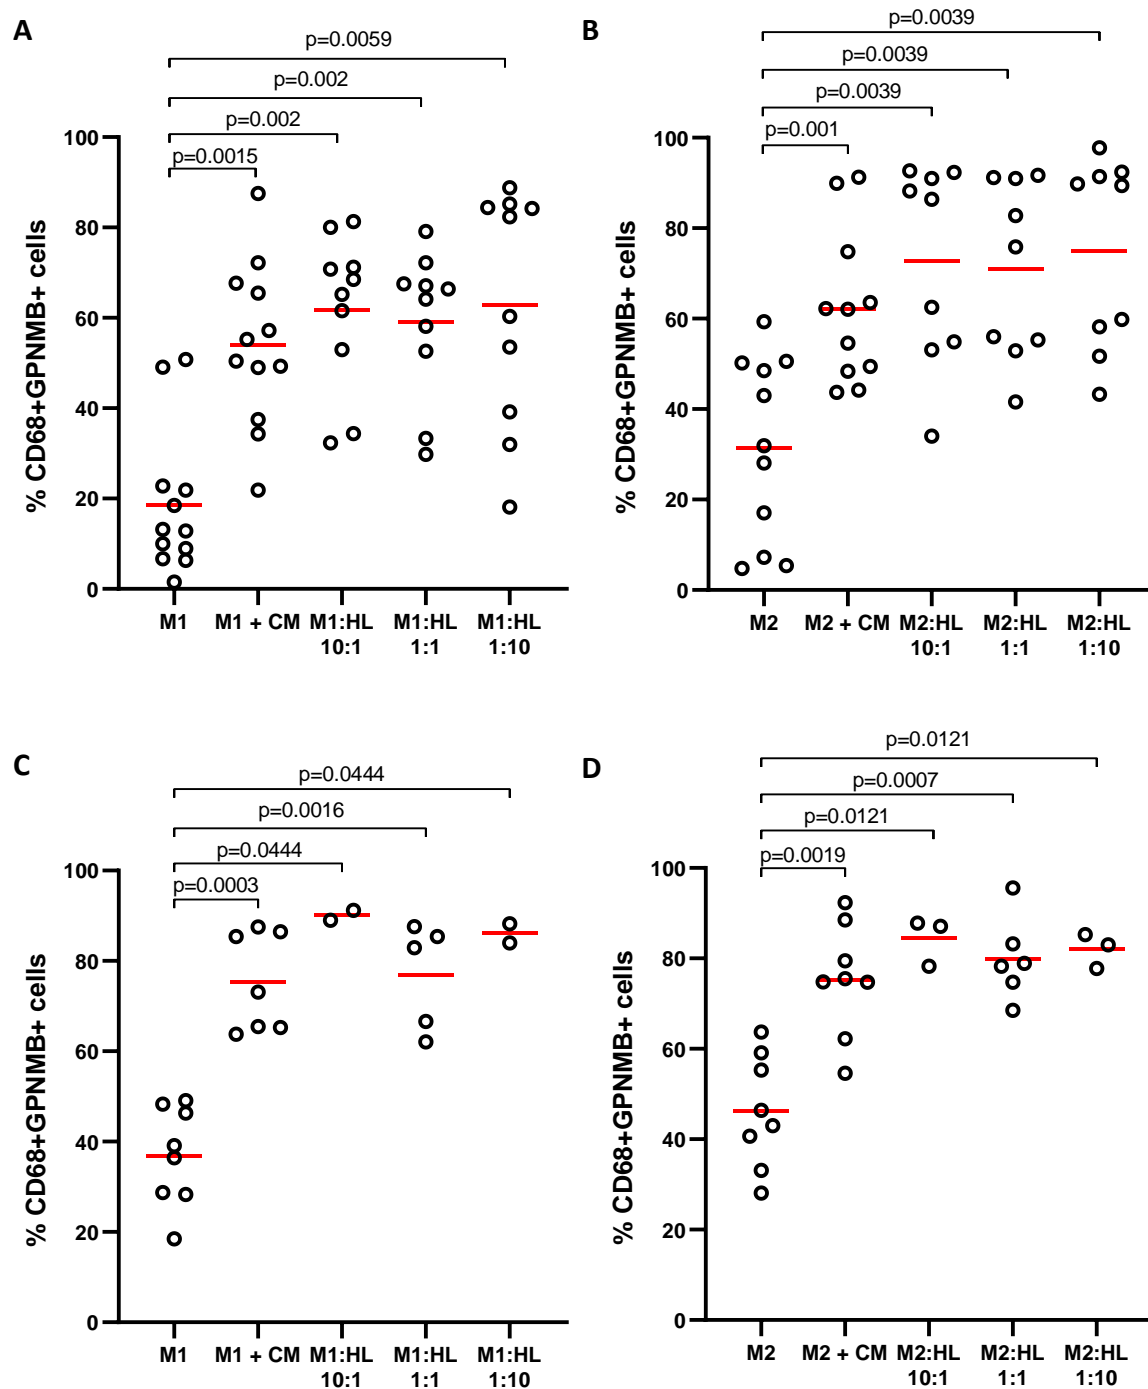 A
p=0.0059
p=0.002
p=0.002
p=0.0015
% CD68+GPNMB+ cells
100
80
60
40
20
0
M1
M1 + CM
M1:HL
10:1
M1:HL
1:1
M1:HL
1:10
B
p=0.0039
p=0.0039
p=0.0039
p=0.001
% CD68+GPNMB+ cells
100
80
60
40
20
0
M2
M2 + CM
M2:HL
10:1
M2:HL
1:1
M2:HL
1:10
C
p=0.0444
p=0.0016
p=0.0444
p=0.0003
% CD68+GPNMB+ cells
100
80
60
40
20
0
M1
M1 + CM
M1:HL
10:1
M1:HL
1:1
M1:HL
1:10
D
p=0.0121
p=0.0007
p=0.0121
p=0.0019
% CD68+GPNMB+ cells
100
80
60
40
20
0
M2
M2 + CM
M2:HL
10:1
M2:HL
1:1
M2:HL
1:10